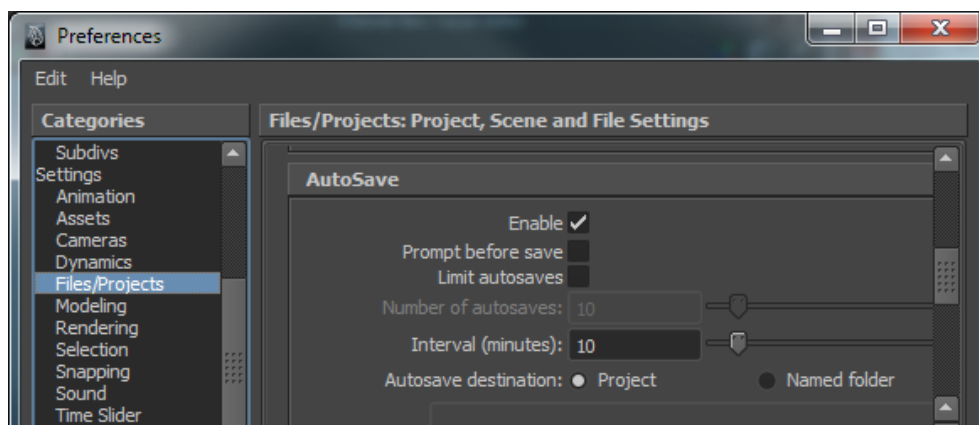 Preferences
Edit Help
Categories
Subdivs
Settings
Animation
Assets
Cameras
Dynamics
Files/Projects
Modeling
Rendering
Selection
Snapping
Sound
Time Slider
Files/Projects: Project, Scene and File Settings
AutoSave
Enable
Prompt before save
Limit autosaves
Number of autosaves: 10
Interval (minutes): 10
Autosave destination: Project Named folder